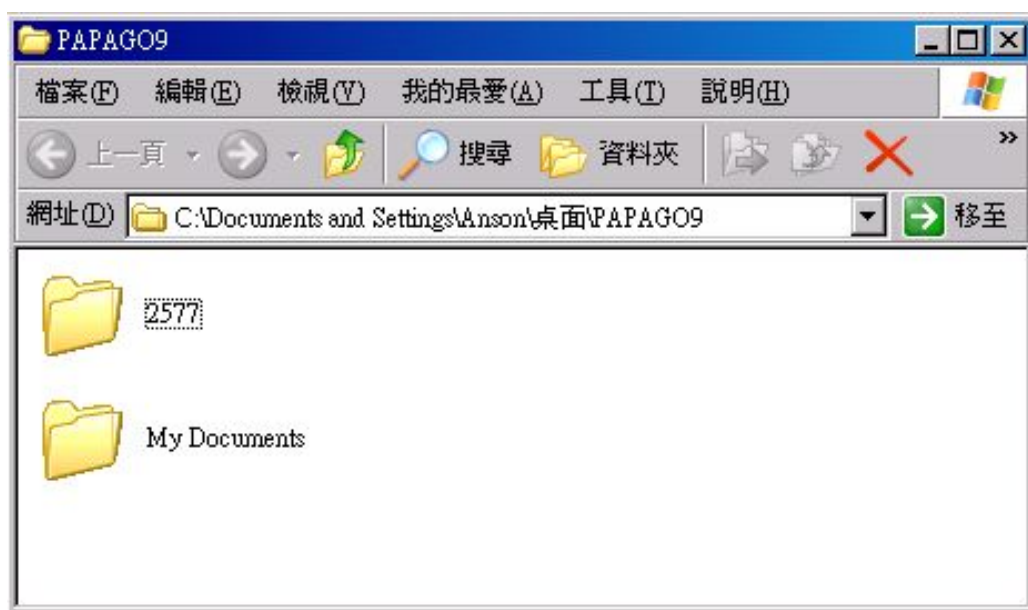 PAPAGO9
檔案(F) 編輯(E) 檢視(V) 我的最愛(A) 工具(T) 說明(H)
上一頁 搜尋 資料夾 »
網址(D) C:\Documents and Settings\Anson\桌面\PAPAGO9 移至
2577
My Documents